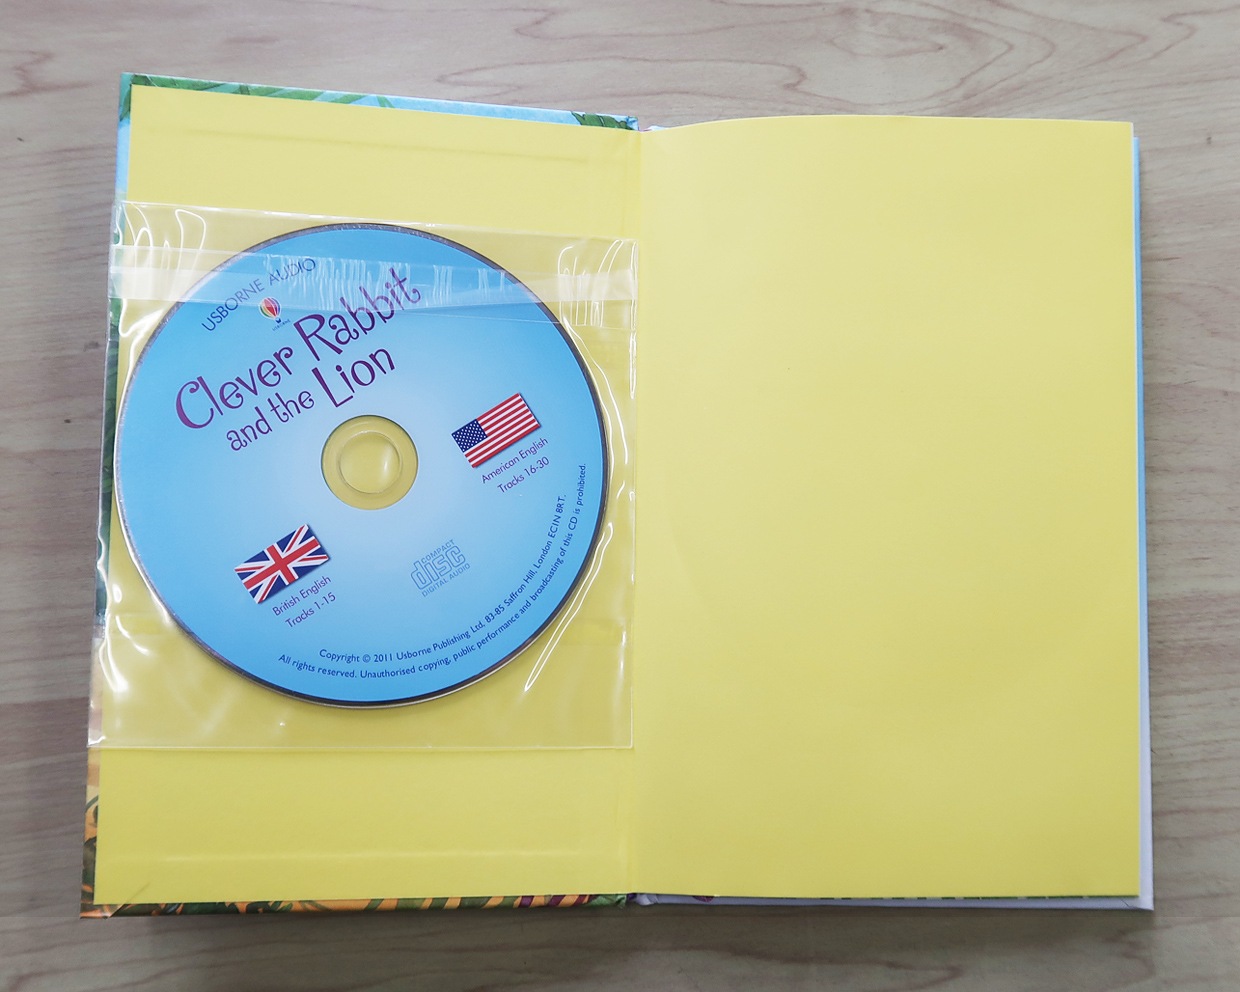 USBORNE AUDIO
USBORNE
Clever Rabbit
and the Lion
American English
Tracks 16-30
British English
Tracks 1-15
COMPACT
disc
DIGITAL AUDIO
Copyright © 2011 Usborne Publishing Ltd, 83-85 Saffron Hill, London EC1N 8RT.
All rights reserved. Unauthorised copying, public performance and broadcasting of this CD is prohibited.